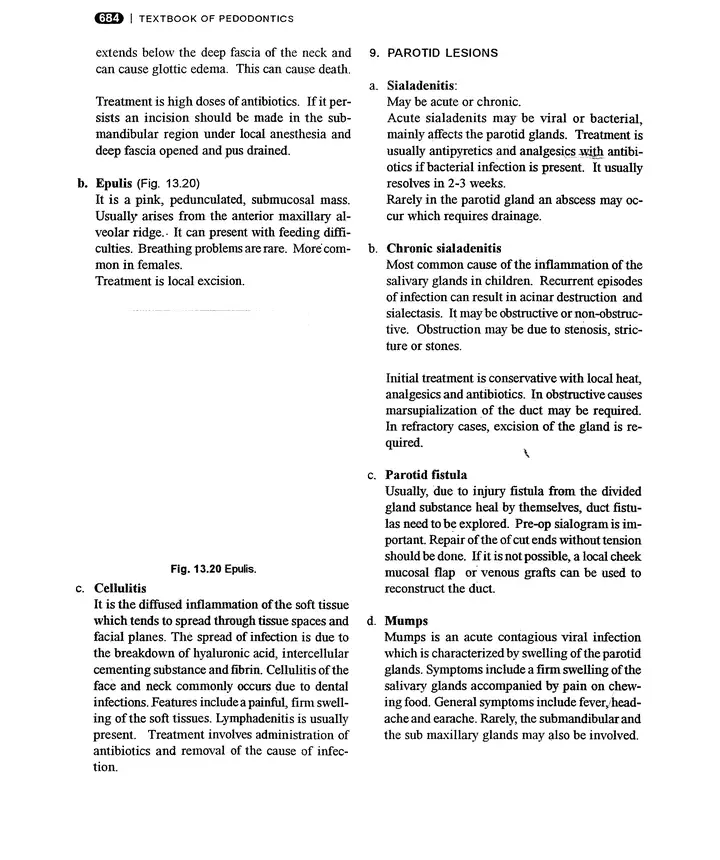 684 | TEXTBOOK OF PEDODONTICS
extends below the deep fascia of the neck and
can cause glottic edema. This can cause death.
Treatment is high doses of antibiotics. If it per-
sists an incision should be made in the sub-
mandibular region under local anesthesia and
deep fascia opened and pus drained.
b. Epulis (Fig. 13.20)
It is a pink, pedunculated, submucosal mass.
Usually arises from the anterior maxillary al-
veolar ridge. It can present with feeding diffi-
culties. Breathing problems are rare. More com-
mon in females.
Treatment is local excision.
Fig. 13.20 Epulis.
c. Cellulitis
It is the diffused inflammation of the soft tissue
which tends to spread through tissue spaces and
facial planes. The spread of infection is due to
the breakdown of hyaluronic acid, intercellular
cementing substance and fibrin. Cellulitis of the
face and neck commonly occurs due to dental
infections. Features include a painful, firm swell-
ing of the soft tissues. Lymphadenitis is usually
present. Treatment involves administration of
antibiotics and removal of the cause of infec-
tion.
9. PAROTID LESIONS
a. Sialadenitis:
May be acute or chronic.
Acute sialadenits may be viral or bacterial,
mainly affects the parotid glands. Treatment is
usually antipyretics and analgesics with antibi-
otics if bacterial infection is present. It usually
resolves in 2-3 weeks.
Rarely in the parotid gland an abscess may oc-
cur which requires drainage.
b. Chronic sialadenitis
Most common cause of the inflammation of the
salivary glands in children. Recurrent episodes
of infection can result in acinar destruction and
sialectasis. It may be obstructive or non-obstruc-
tive. Obstruction may be due to stenosis, stric-
ture or stones.
Initial treatment is conservative with local heat,
analgesics and antibiotics. In obstructive causes
marsupialization of the duct may be required.
In refractory cases, excision of the gland is re-
quired.
c. Parotid fistula
Usually, due to injury fistula from the divided
gland substance heal by themselves, duct fistu-
las need to be explored. Pre-op sialogram is im-
portant. Repair of the of cut ends without tension
should be done. If it is not possible, a local cheek
mucosal flap or venous grafts can be used to
reconstruct the duct.
d. Mumps
Mumps is an acute contagious viral infection
which is characterized by swelling of the parotid
glands. Symptoms include a firm swelling of the
salivary glands accompanied by pain on chew-
ing food. General symptoms include fever, head-
ache and earache. Rarely, the submandibular and
the sub maxillary glands may also be involved.